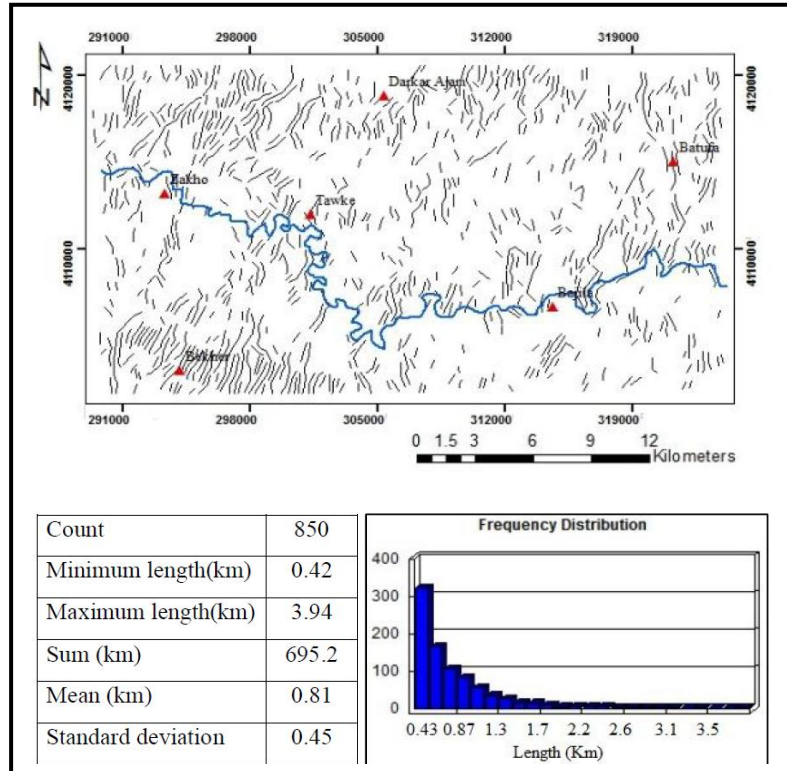 291000 298000 305000 312000 319000
4120000 4120000
N
Darkar Ajam
Batufa
Zakho
Tawke
4110000 4110000
Bekher
291000 298000 305000 312000 319000
0 1.5 3 6 9 12
Kilometers
Count 850
Minimum length(km) 0.42
Maximum length(km) 3.94
Sum (km) 695.2
Mean (km) 0.81
Standard deviation 0.45
Frequency Distribution
400
300
200
100
0
0.43 0.87 1.3 1.7 2.2 2.6 3.1 3.5
Length (Km)